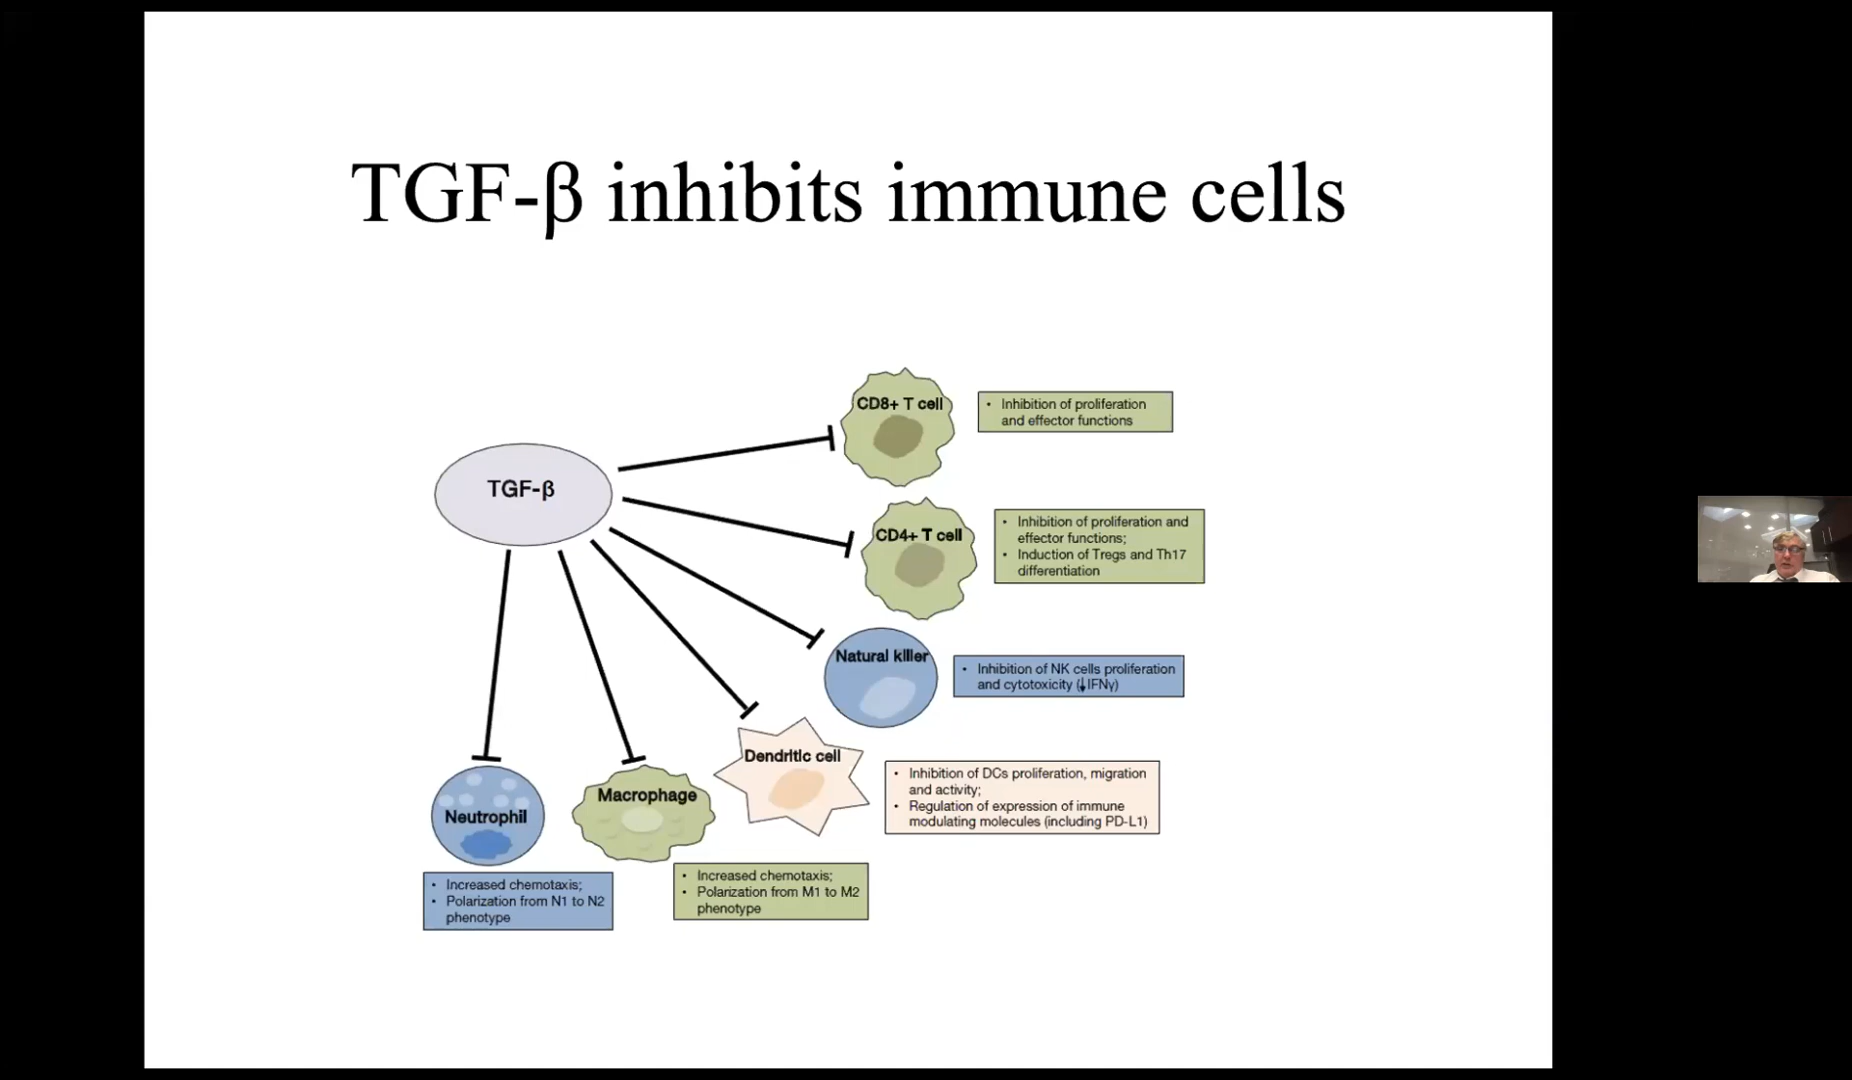 TGF-β inhibits immune cells
TGF-β
CD8+ T cell
• Inhibition of proliferation
and effector functions
CD4+ T cell
• Inhibition of proliferation and
effector functions;
• Induction of Tregs and Th17
differentiation
Natural killer
• Inhibition of NK cells proliferation
and cytotoxicity (↓IFNγ)
Dendritic cell
• Inhibition of DCs proliferation, migration
and activity;
• Regulation of expression of immune
modulating molecules (including PD-L1)
Macrophage
• Increased chemotaxis;
• Polarization from M1 to M2
phenotype
Neutrophil
• Increased chemotaxis;
• Polarization from N1 to N2
phenotype